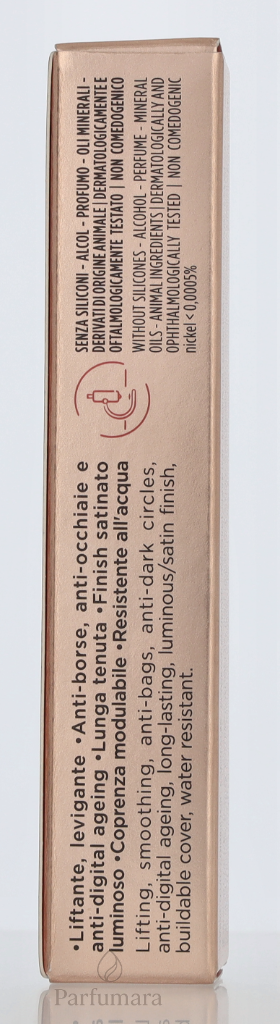 •Liftante, levigante •Anti-borse, anti-occhiaie e
anti-digital ageing •Lunga tenuta •Finish satinato
luminoso •Coprenza modulabile •Resistente all'acqua
Lifting, smoothing, anti-bags, anti-dark circles,
anti-digital ageing, long-lasting, luminous/satin finish,
buildable cover, water resistant.
SENZA SILICONI - ALCOL - PROFUMO - OLI MINERALI -
DERIVATI DI ORIGINE ANIMALE | DERMATOLOGICAMENTE E
OFTALMOLOGICAMENTE TESTATO | NON COMEDOGENICO
WITHOUT SILICONES - ALCOHOL - PERFUME - MINERAL
OILS - ANIMAL INGREDIENTS | DERMATOLOGICALLY AND
OPHTHALMOLOGICALLY TESTED | NON COMEDOGENIC
nickel < 0,0005%
Parfumara